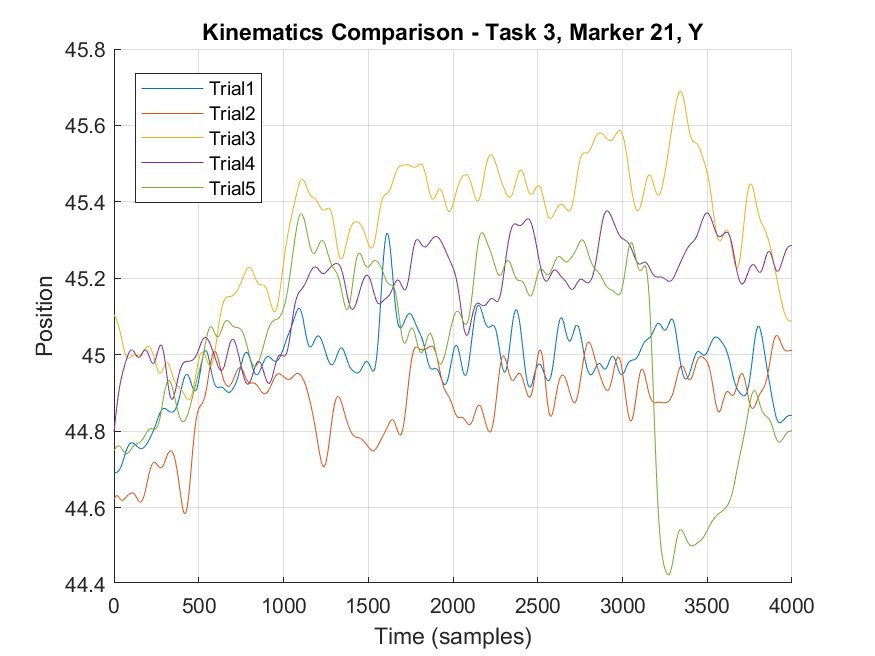 Kinematics Comparison - Task 3, Marker 21, Y
45.8
45.6
45.4
45.2
45
44.8
44.6
44.4
Position
Trial1
Trial2
Trial3
Trial4
Trial5
0 500 1000 1500 2000 2500 3000 3500 4000
Time (samples)